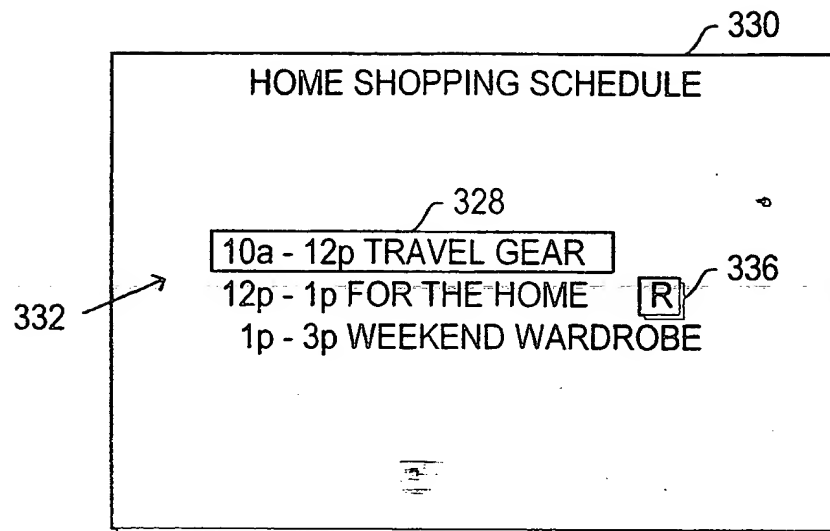 330
HOME SHOPPING SCHEDULE
328
10a - 12p TRAVEL GEAR
336
12p - 1p FOR THE HOME R
332
1p - 3p WEEKEND WARDROBE